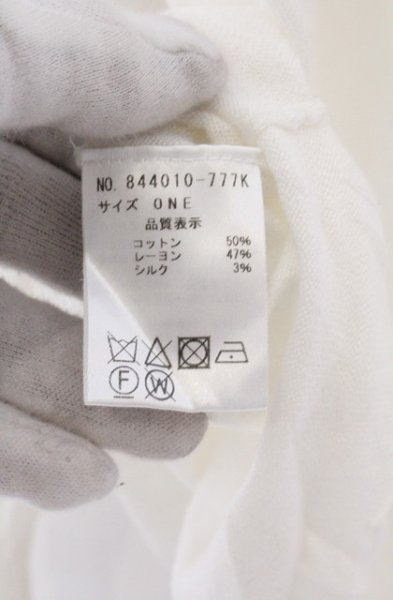 NO. 844010-777K
サイズ ONE
品質表示
コットン 50%
レーヨン 47%
シルク 3%
F W